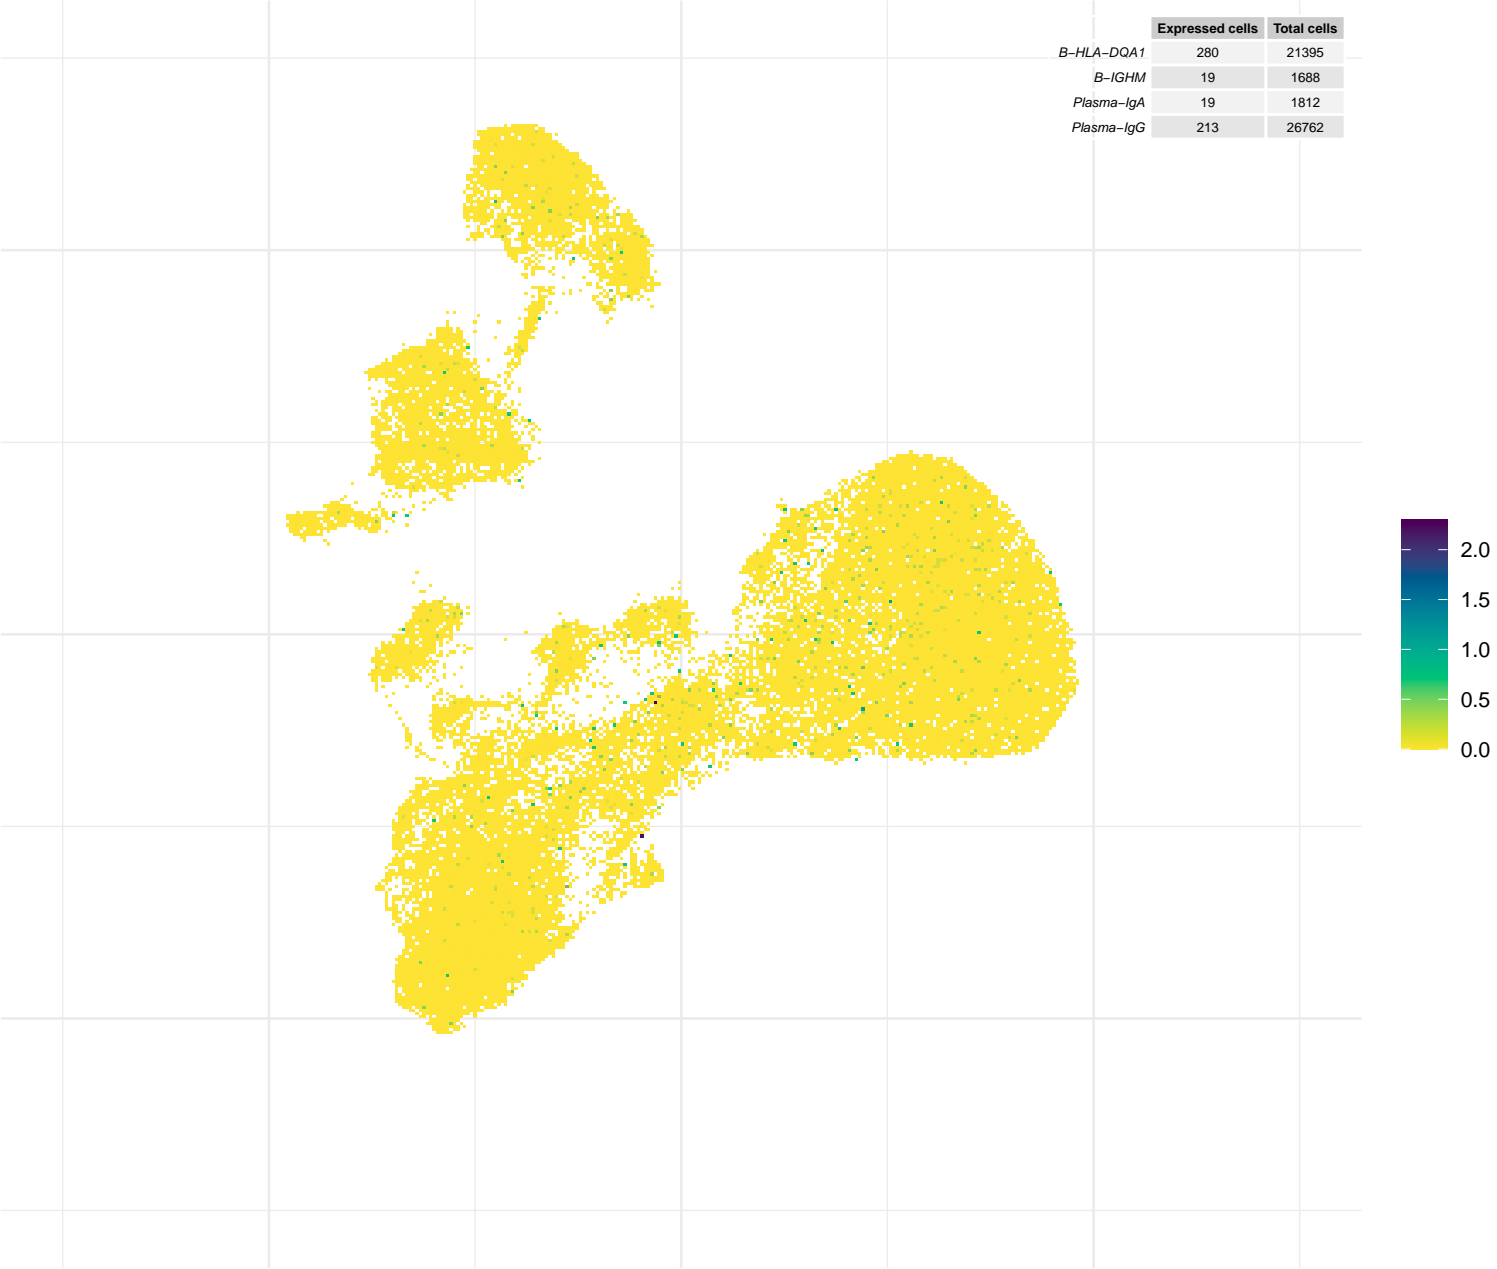 Expressed cells Total cells
B−HLA−DQA1 280 21395
B−IGHM 19 1688
Plasma−IgA 19 1812
Plasma−IgG 213 26762
2.0
1.5
1.0
0.5
0.0